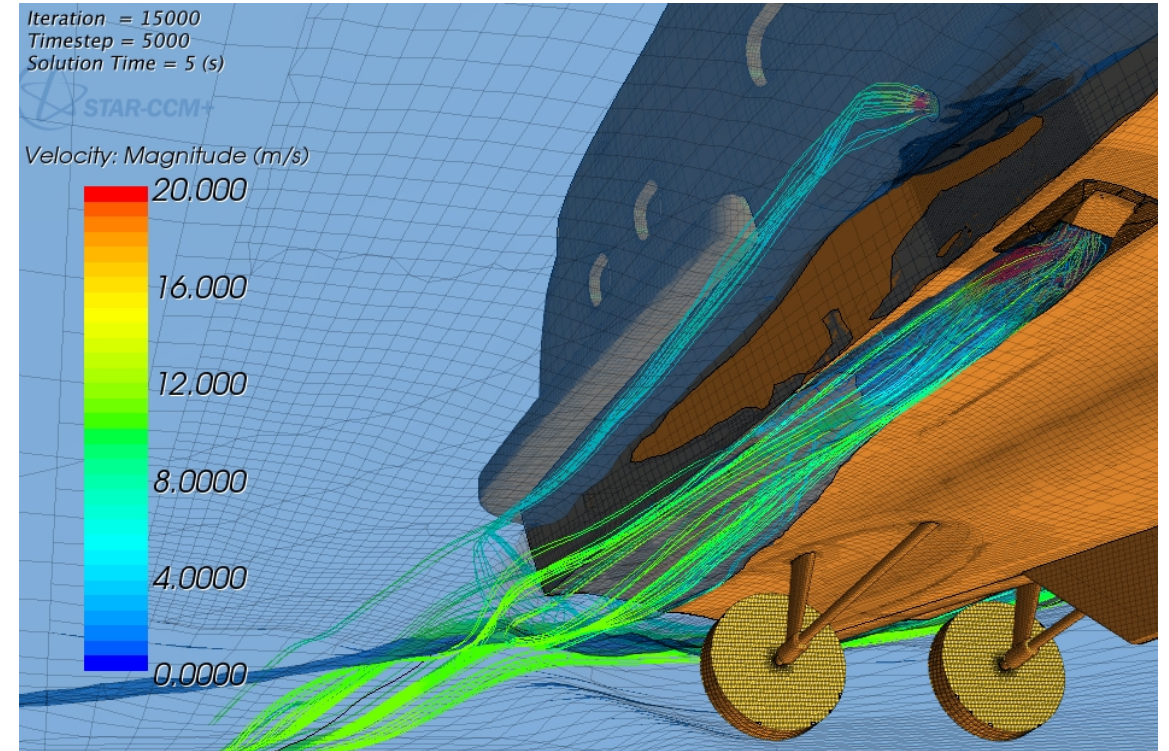 Iteration = 15000
Timestep = 5000
Solution Time = 5 (s)
STAR-CCM+
Velocity: Magnitude (m/s)
20.000
16.000
12.000
8.0000
4.0000
0.0000